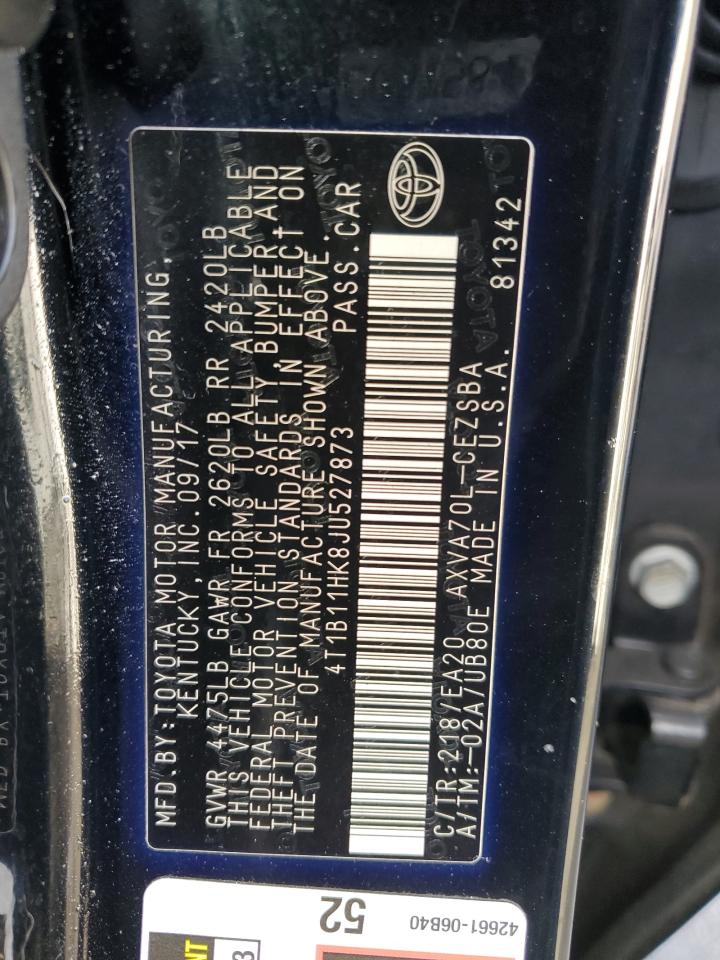 MFD.BY:TOYOTA MOTOR MANUFACTURING,
KENTUCKY,INC.09/17
GVWR 4475LB GAWR FR 2620LB RR 2420LB
THIS VEHICLE CONFORMS TO ALL APPLICABLE
FEDERAL MOTOR VEHICLE SAFETY, BUMPER, AND
THEFT PREVENTION STANDARDS IN EFFECT ON
THE DATE OF MANUFACTURE SHOWN ABOVE.
4T1B11HK8JU527873 PASS.CAR
C/TR:218/EA20 AXVA70L-CEZSBA
A/TM:-02A/UB80E MADE IN U.S.A. 81342
TOYOTA
52
42661-06B40